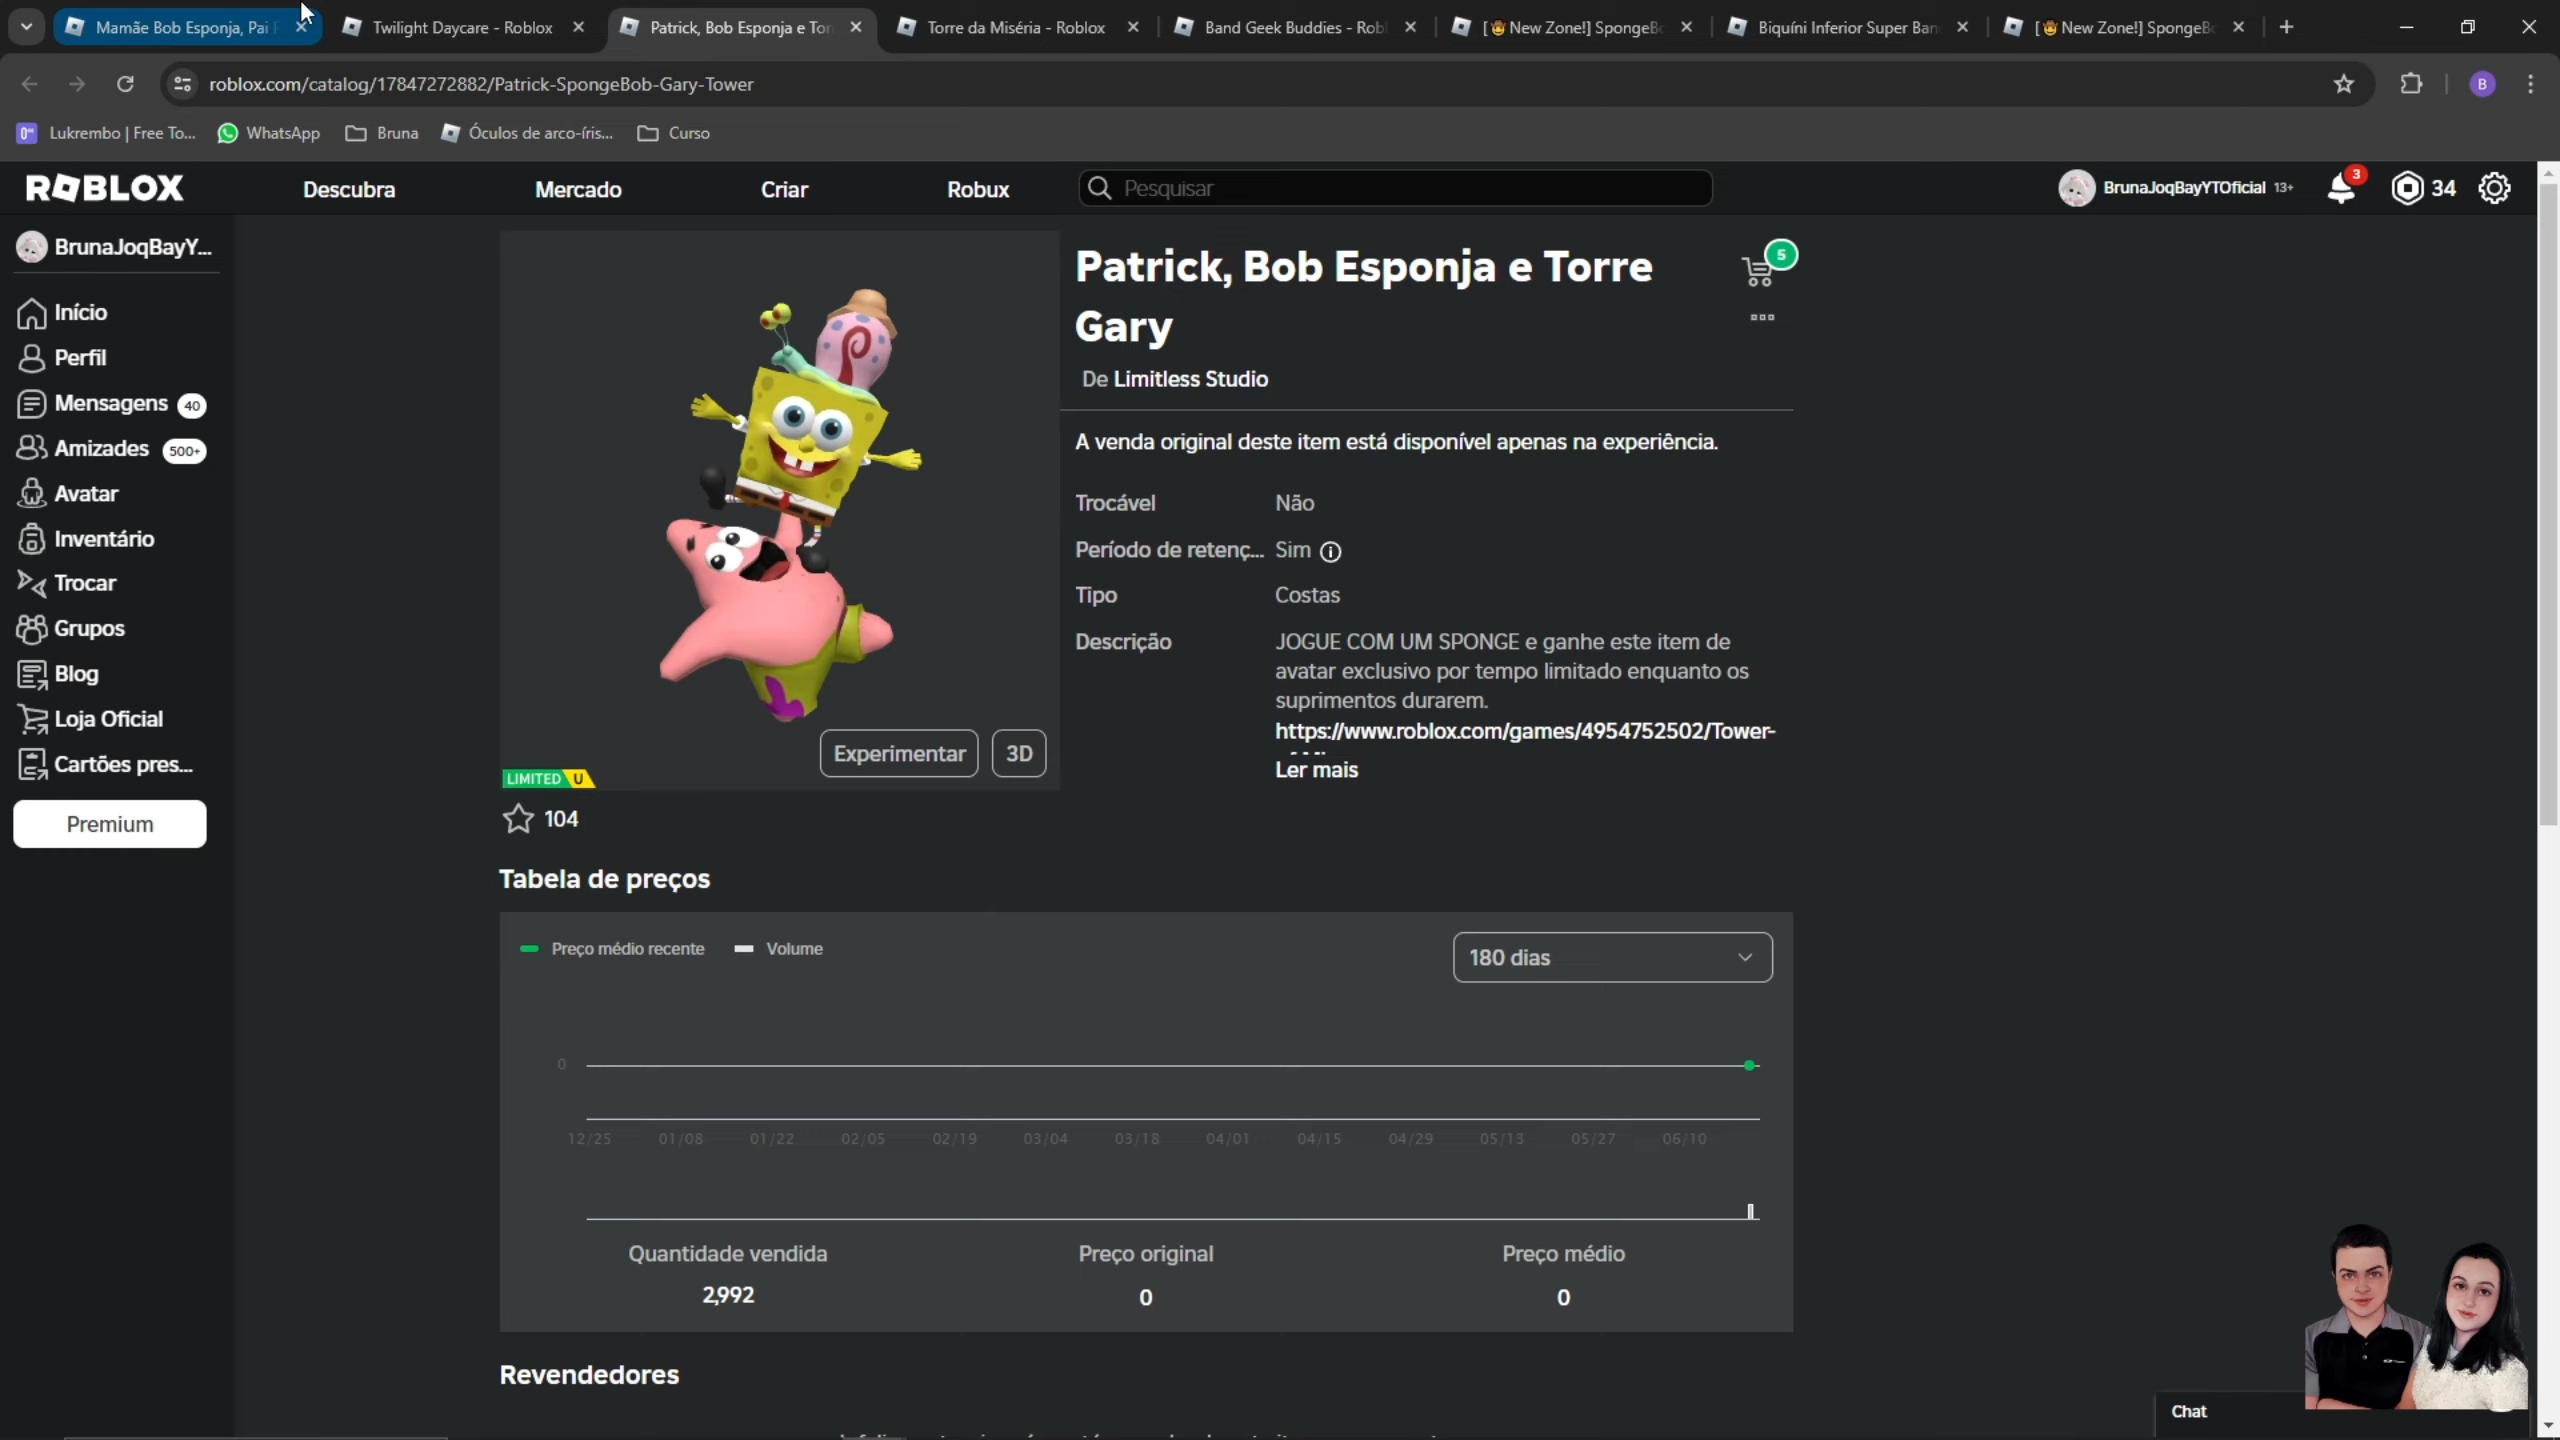 Mamãe Bob Esponja, Pai
Twilight Daycare - Roblox
Patrick, Bob Esponja e Tor
Torre da Miséria - Roblox
Band Geek Buddies - Rob
[🤠New Zone!] SpongeB
Biquíni Inferior Super Ban
[🤠New Zone!] SpongeB
roblox.com/catalog/17847272882/Patrick-SpongeBob-Gary-Tower
B
Lukrembo | Free To...
WhatsApp
Bruna
Óculos de arco-íris...
Curso
ROBLOX
Descubra
Mercado
Criar
Robux
Pesquisar
BrunaJoqBayYTOficial 13+
3
34
BrunaJoqBayY...
Início
Perfil
Mensagens 40
Amizades 500+
Avatar
Inventário
Trocar
Grupos
Blog
Loja Oficial
Cartões pres...
Premium
Patrick, Bob Esponja e Torre
Gary
5
De Limitless Studio
A venda original deste item está disponível apenas na experiência.
Trocável Não
Período de retenç... Sim
Tipo Costas
Descrição JOGUE COM UM SPONGE e ganhe este item de
avatar exclusivo por tempo limitado enquanto os
suprimentos durarem.
https://www.roblox.com/games/4954752502/Tower-
Ler mais
Experimentar
3D
LIMITED U
104
Tabela de preços
Preço médio recente
Volume
180 dias
0
12/25 01/08 01/22 02/05 02/19 03/04 03/18 04/01 04/15 04/29 05/13 05/27 06/10
Quantidade vendida Preço original Preço médio
2,992 0 0
Revendedores
Chat